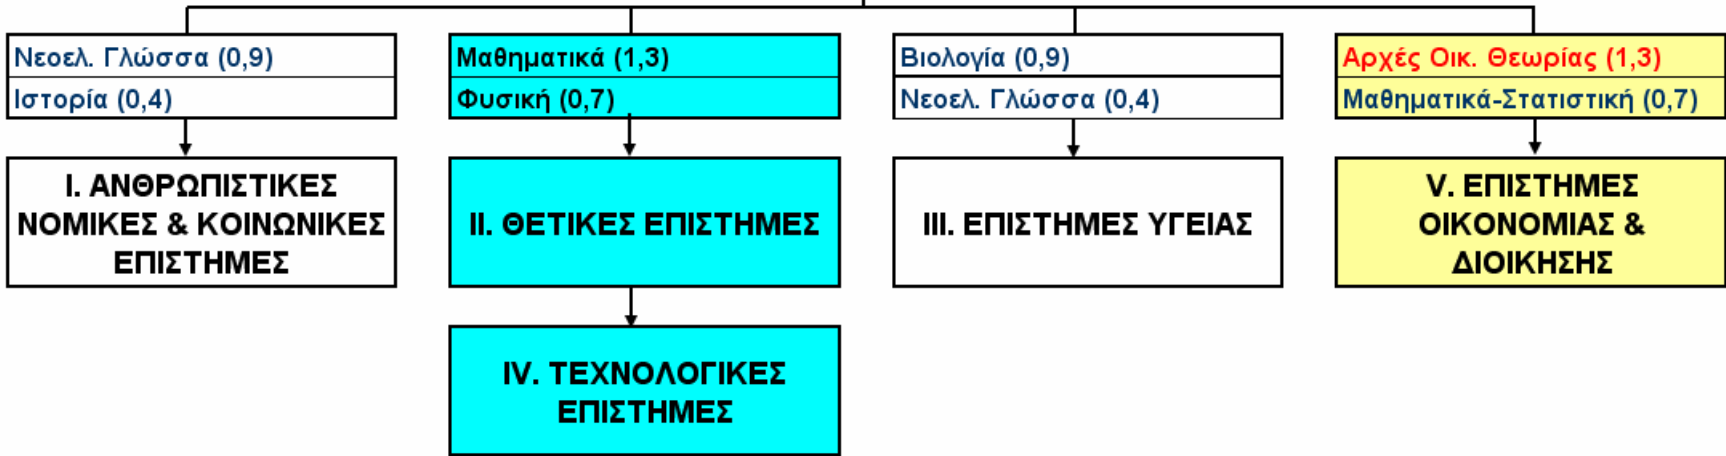 Νεοελ. Γλώσσα (0,9)
Ιστορία (0,4)
Ι. ΑΝΘΡΩΠΙΣΤΙΚΕΣ
ΝΟΜΙΚΕΣ & ΚΟΙΝΩΝΙΚΕΣ
ΕΠΙΣΤΗΜΕΣ
Μαθηματικά (1,3)
Φυσική (0,7)
ΙΙ. ΘΕΤΙΚΕΣ ΕΠΙΣΤΗΜΕΣ
IV. ΤΕΧΝΟΛΟΓΙΚΕΣ
ΕΠΙΣΤΗΜΕΣ
Βιολογία (0,9)
Νεοελ. Γλώσσα (0,4)
ΙΙΙ. ΕΠΙΣΤΗΜΕΣ ΥΓΕΙΑΣ
Αρχές Οικ. Θεωρίας (1,3)
Μαθηματικά-Στατιστική (0,7)
V. ΕΠΙΣΤΗΜΕΣ
ΟΙΚΟΝΟΜΙΑΣ &
ΔΙΟΙΚΗΣΗΣ